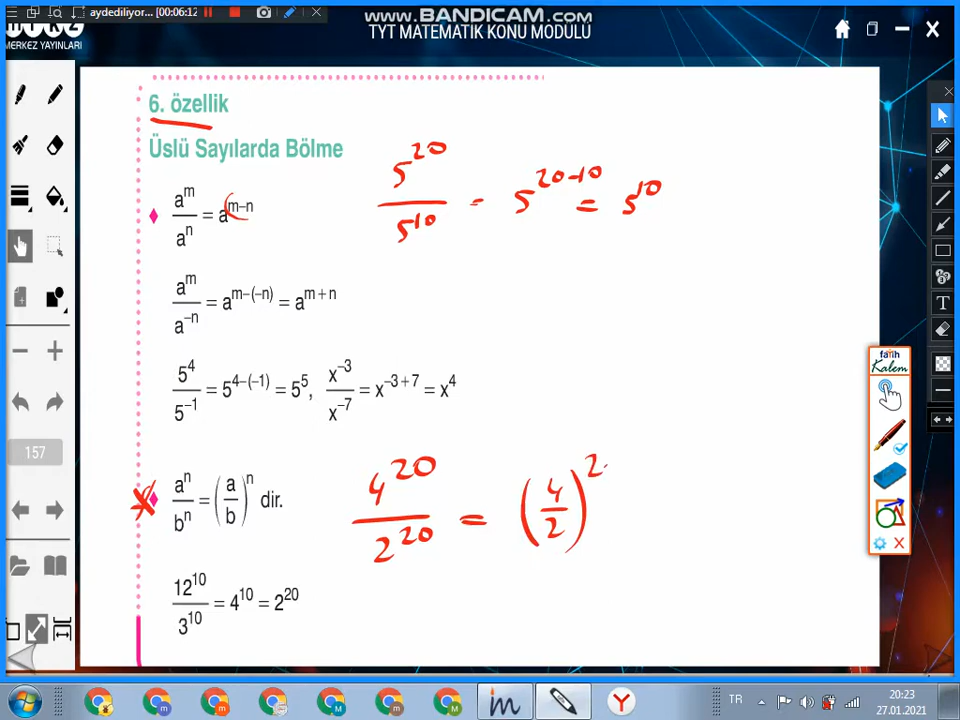 aydediliyor... [00:06:12]
www.BANDICAM.com
MERKEZ YAYINLARI
TYT MATEMATİK KONU MODULU
6. özellik
Üslü Sayılarda Bölme
a^m / a^n = a^(m–n)
5^20 / 5^10 = 5^(20-10) = 5^10
a^m / a^(–n) = a^(m–(–n)) = a^(m + n)
5^4 / 5^(–1) = 5^(4–(–1)) = 5^5, x^(–3) / x^(–7) = x^(–3 + 7) = x^4
a^n / b^n = (a / b)^n dir.
4^20 / 2^20 = (4 / 2)^2
12^10 / 3^10 = 4^10 = 2^20
157
fatih
Kalem
TR
20:23
27.01.2021